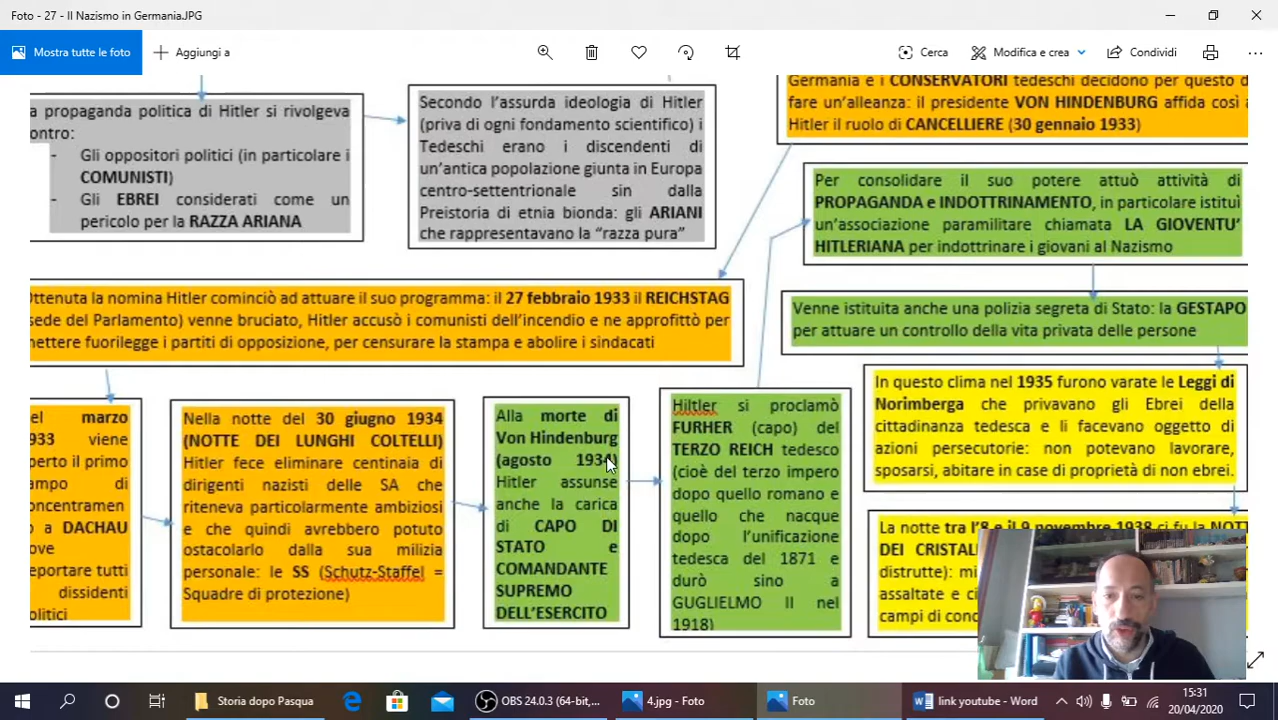 Foto - 27 - Il Nazismo in Germania.JPG
Mostra tutte le foto
Aggiungi a
Cerca
Modifica e crea
Condividi
a propaganda politica di Hitler si rivolgeva
ontro:
- Gli oppositori politici (in particolare i
COMUNISTI)
- Gli EBREI considerati come un
pericolo per la RAZZA ARIANA
Secondo l'assurda ideologia di Hitler
(priva di ogni fondamento scientifico) i
Tedeschi erano i discendenti di
un'antica popolazione giunta in Europa
centro-settentrionale sin dalla
Preistoria di etnia bionda: gli ARIANI
che rappresentavano la "razza pura"
Germania e i CONSERVATORI tedeschi decidono per questo d
fare un'alleanza: il presidente VON HINDENBURG affida così a
Hitler il ruolo di CANCELLIERE (30 gennaio 1933)
Per consolidare il suo potere attuò attività di
PROPAGANDA e INDOTTRINAMENTO, in particolare istituì
un'associazione paramilitare chiamata LA GIOVENTU'
HITLERIANA per indottrinare i giovani al Nazismo
Ottenuta la nomina Hitler cominciò ad attuare il suo programma: il 27 febbraio 1933 il REICHSTAG
sede del Parlamento) venne bruciato, Hitler accusò i comunisti dell'incendio e ne approfittò per
mettere fuorilegge i partiti di opposizione, per censurare la stampa e abolire i sindacati
Venne istituita anche una polizia segreta di Stato: la GESTAPO
per attuare un controllo della vita privata delle persone
In questo clima nel 1935 furono varate le Leggi di
Norimberga che privavano gli Ebrei della
cittadinanza tedesca e li facevano oggetto di
azioni persecutorie: non potevano lavorare,
sposarsi, abitare in case di proprietà di non ebrei.
el marzo
933 viene
perto il primo
ampo di
oncentramen
o a DACHAU
ove
eportare tutti
dissidenti
olitici
Nella notte del 30 giugno 1934
(NOTTE DEI LUNGHI COLTELLI)
Hitler fece eliminare centinaia di
dirigenti nazisti delle SA che
riteneva particolarmente ambiziosi
e che quindi avrebbero potuto
ostacolarlo dalla sua milizia
personale: le SS (Schutz-Staffel =
Squadre di protezione)
Alla morte di
Von Hindenburg
(agosto 1934)
Hitler assunse
anche la carica
di CAPO DI
STATO e
COMANDANTE
SUPREMO
DELL'ESERCITO
Hiltler si proclamò
FURHER (capo) del
TERZO REICH tedesco
(cioè del terzo impero
dopo quello romano e
quello che nacque
dopo l'unificazione
tedesca del 1871 e
durò sino a
GUGLIELMO II nel
1918)
La notte tra l'8 e il 9 novembre 1938 ci fu la NOTT
DEI CRISTAL
distrutte): mi
assaltate e ci
campi di conc
Storia dopo Pasqua
OBS 24.0.3 (64-bit,...
4.jpg - Foto
Foto
link youtube - Word
15:31
20/04/2020